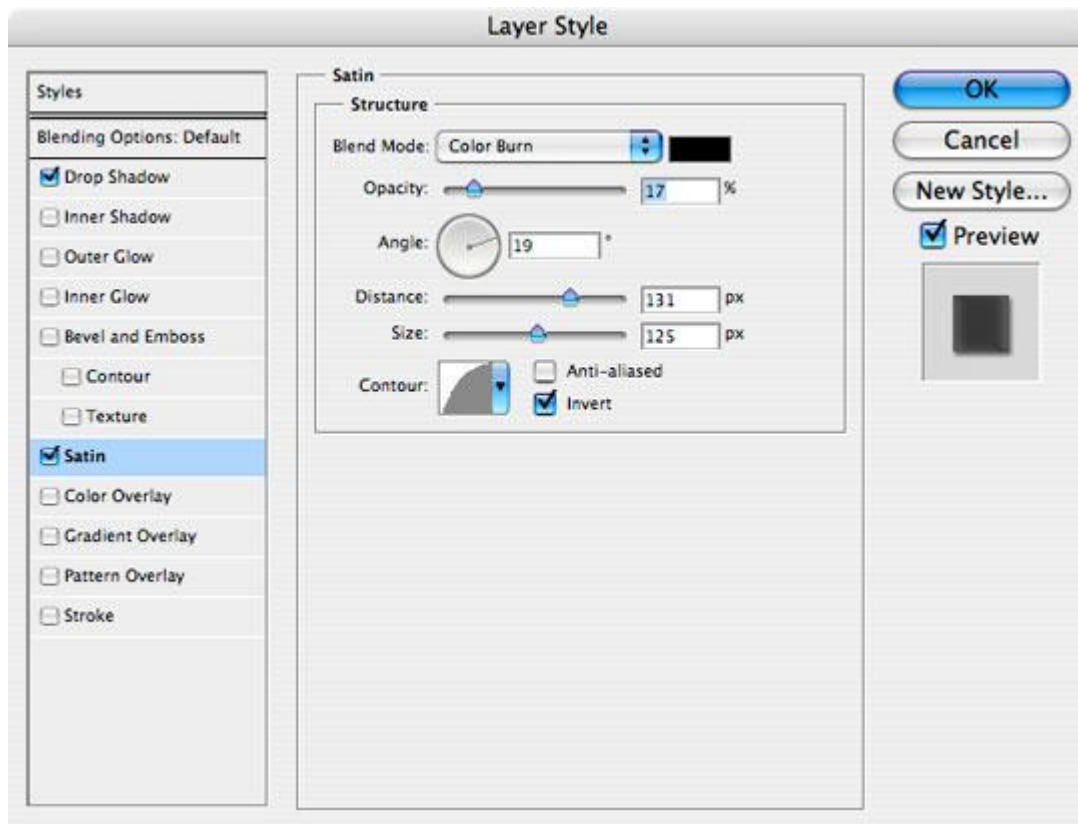 Layer Style
Styles
Blending Options: Default
Drop Shadow
Inner Shadow
Outer Glow
Inner Glow
Bevel and Emboss
Contour
Texture
Satin
Color Overlay
Gradient Overlay
Pattern Overlay
Stroke
Satin
Structure
Blend Mode: Color Burn
Opacity: 17 %
Angle: 19 °
Distance: 131 px
Size: 125 px
Contour: Anti-aliased
Invert
OK
Cancel
New Style...
Preview